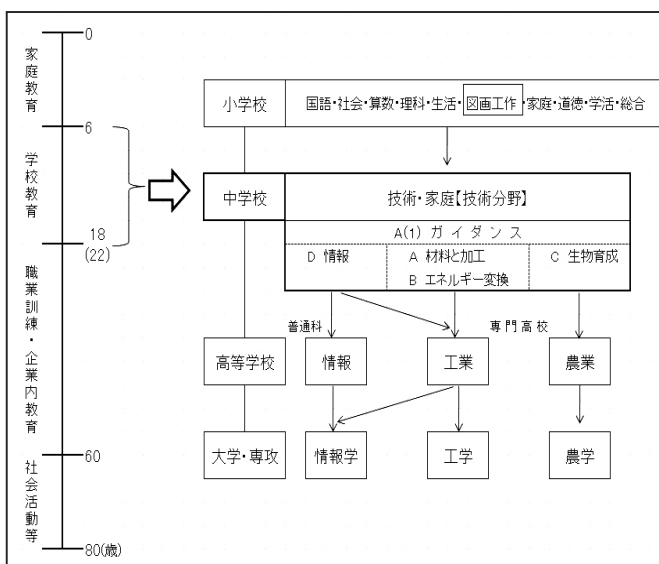 0
家庭教育
6
学校教育
18
(22)
職業訓練・企業内教育
60
社会活動等
80(歳)
小学校
国語・社会・算数・理科・生活・図画工作・家庭・道徳・学活・総合
中学校
技術・家庭【技術分野】
A(1) ガイダンス
D 情報
A 材料と加工
B エネルギー変換
C 生物育成
普通科
専門高校
高等学校
情報
工業
農業
大学・専攻
情報学
工学
農学